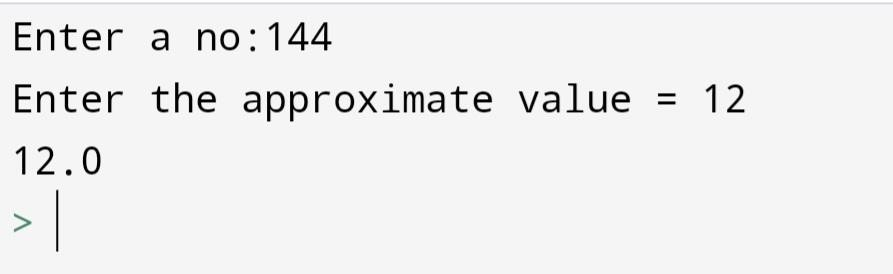 Enter a no:144
Enter the approximate value = 12
12.0
>